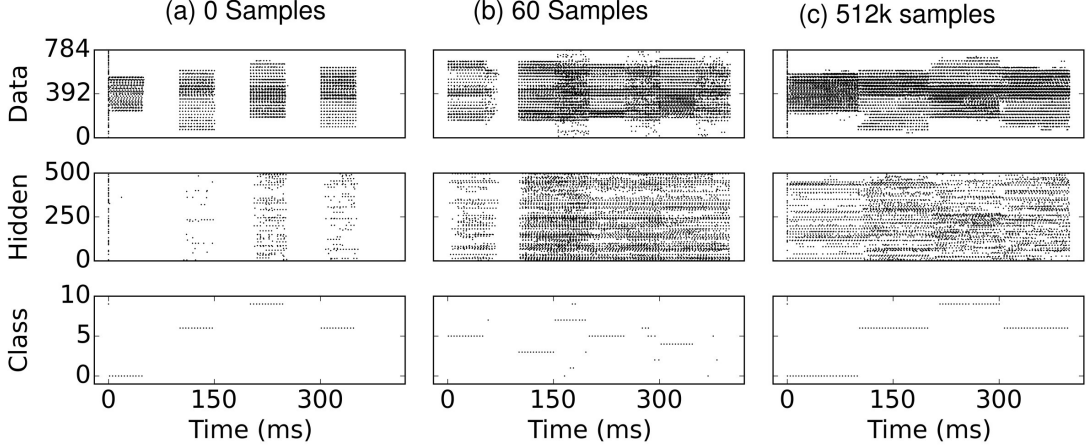 (a) 0 Samples
(b) 60 Samples
(c) 512k samples
Data
784
392
0
Hidden
500
250
0
Class
10
5
0
0
150
300
0
150
300
0
150
300
Time (ms)
Time (ms)
Time (ms)